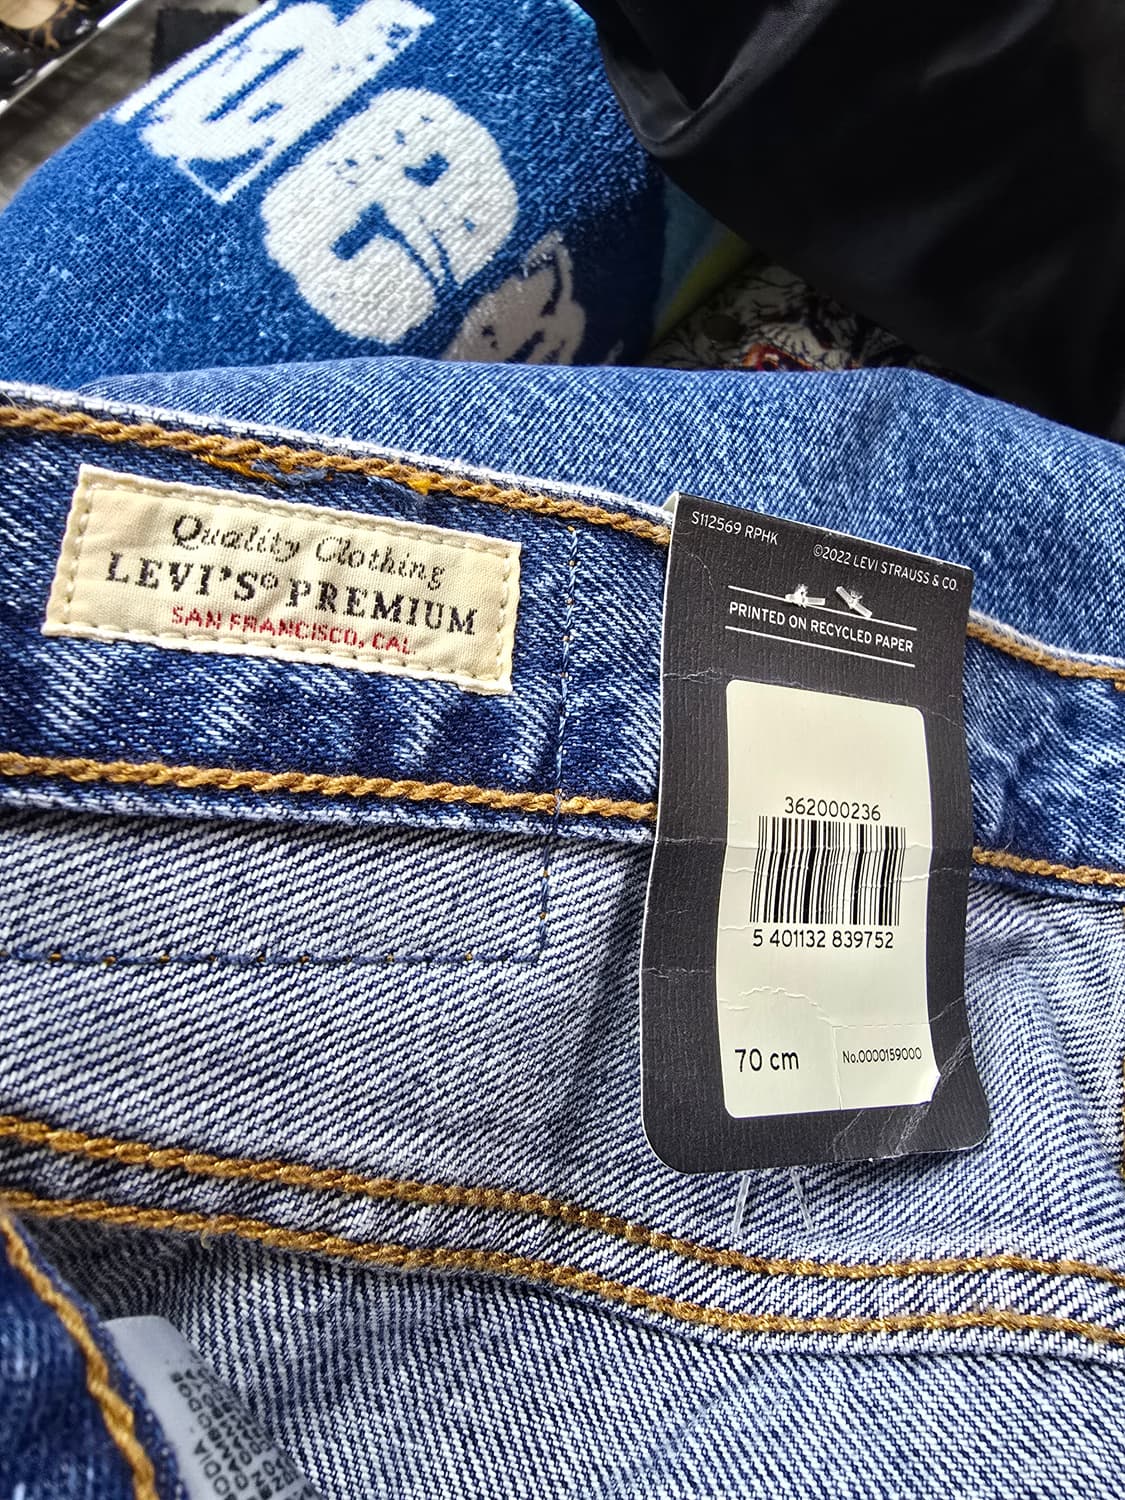 Quality Clothing
LEVI'S® PREMIUM
SAN FRANCISCO, CAL.
S112569 RPHK
©2022 LEVI STRAUSS & CO.
PRINTED ON RECYCLED PAPER
362000236
5 401132 839752
70 cm
No.0000159000